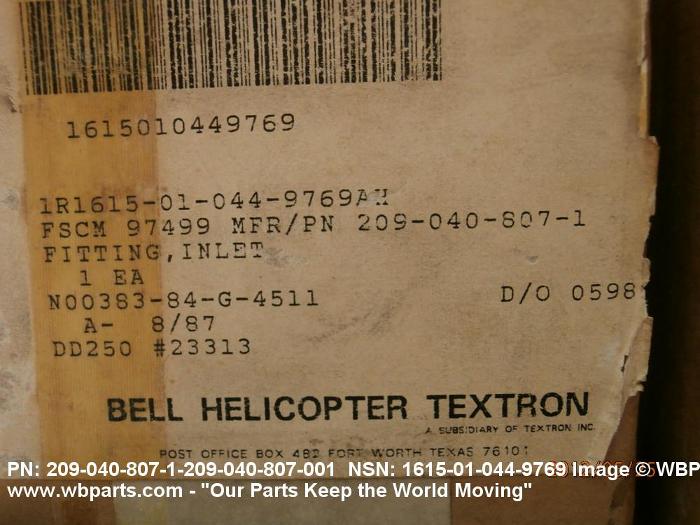 1615010449769
1R1615-01-044-9769AH
FSCM 97499 MFR/PN 209-040-807-1
FITTING,INLET
1 EA
N00383-84-G-4511 D/O 0598
A- 8/87
DD250 #23313
BELL HELICOPTER TEXTRON
A SUBSIDIARY OF TEXTRON INC.
POST OFFICE BOX 482 FORT WORTH TEXAS 76101
PN: 209-040-807-1-209-040-807-001 NSN: 1615-01-044-9769 Image © WBP
www.wbparts.com - "Our Parts Keep the World Moving"